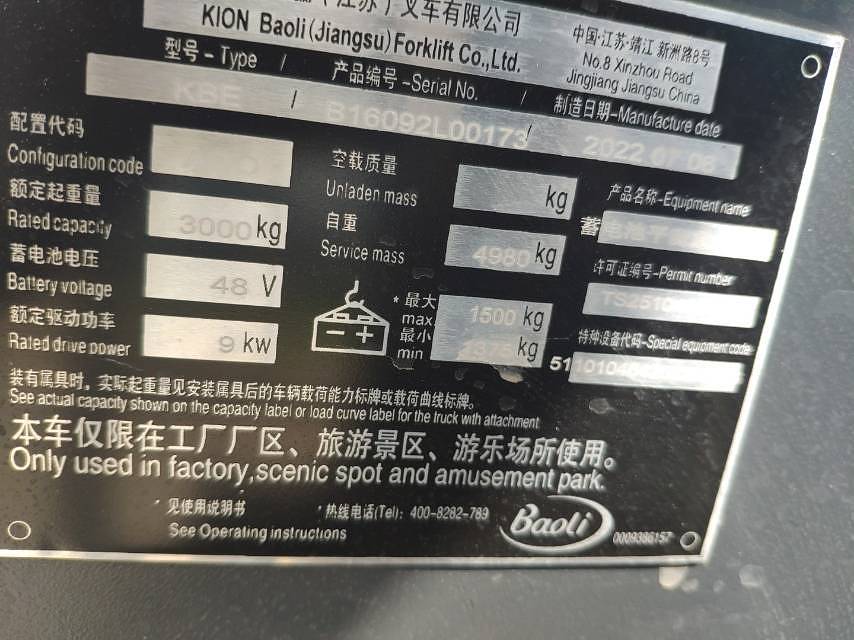 江苏)叉车有限公司
KION Baoli(Jiangsu)Forklift Co.,Ltd.
中国·江苏·靖江 新洲路8号
No.8 Xinzhou Road
Jingjiang Jiangsu China
型号-Type / 产品编号-Serial No. / 制造日期-Manufacture date
/ B16092L00173/ 2022
配置代码
Configuration code
额定起重量
Rated capacity
3000 kg
蓄电池电压
Battery voltage
48 V
额定驱动功率
Rated drive power
9 kw
空载质量
Unladen mass
kg
自重
Service mass
4980 kg
*最大
max
1500 kg
最小
min
kg
- +
产品名称-Equipment name
蓄
许可证编号-Permit number
特种设备代码-Special equipment code
装有属具时,实际起重量见安装属具后的车辆载荷能力标牌或载荷曲线标牌。
See actual capacity shown on the capacity label or load curve label for the truck with attachment
本车仅限在工厂厂区、旅游景区、游乐场所使用。
Only used in factory,scenic spot and amusement park.
*见使用说明书
See Operating instructions
*热线电话(Tel): 400-8282-789
Baoli
0009386157